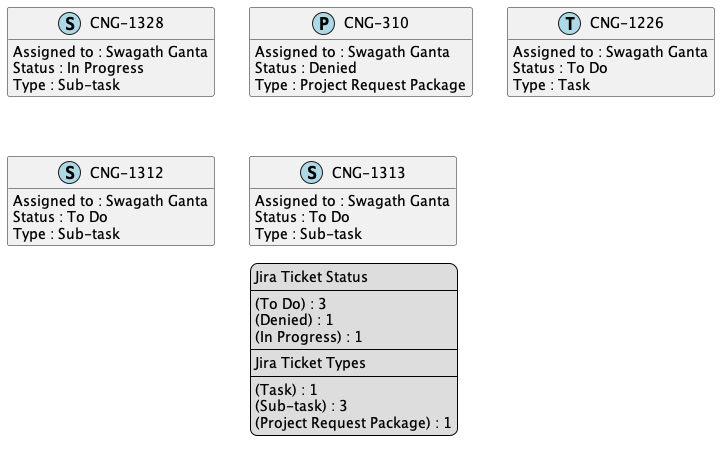 S CNG-1328
Assigned to : Swagath Ganta
Status : In Progress
Type : Sub-task
P CNG-310
Assigned to : Swagath Ganta
Status : Denied
Type : Project Request Package
T CNG-1226
Assigned to : Swagath Ganta
Status : To Do
Type : Task
S CNG-1312
Assigned to : Swagath Ganta
Status : To Do
Type : Sub-task
S CNG-1313
Assigned to : Swagath Ganta
Status : To Do
Type : Sub-task
Jira Ticket Status
(To Do) : 3
(Denied) : 1
(In Progress) : 1
Jira Ticket Types
(Task) : 1
(Sub-task) : 3
(Project Request Package) : 1